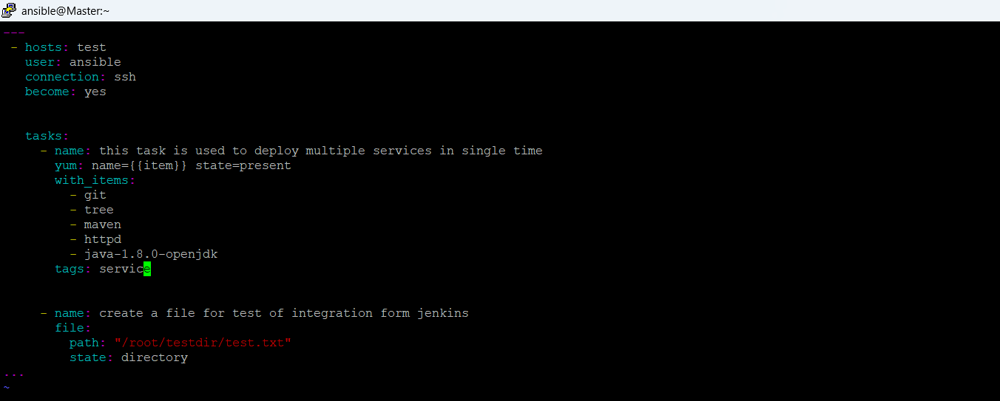 ansible@Master:~
---
 - hosts: test
   user: ansible
   connection: ssh
   become: yes
   tasks:
     - name: this task is used to deploy multiple services in single time
       yum: name={{item}} state=present
       with_items:
         - git
         - tree
         - maven
         - httpd
         - java-1.8.0-openjdk
       tags: service
     - name: create a file for test of integration form jenkins
       file:
         path: "/root/testdir/test.txt"
         state: directory
...
~